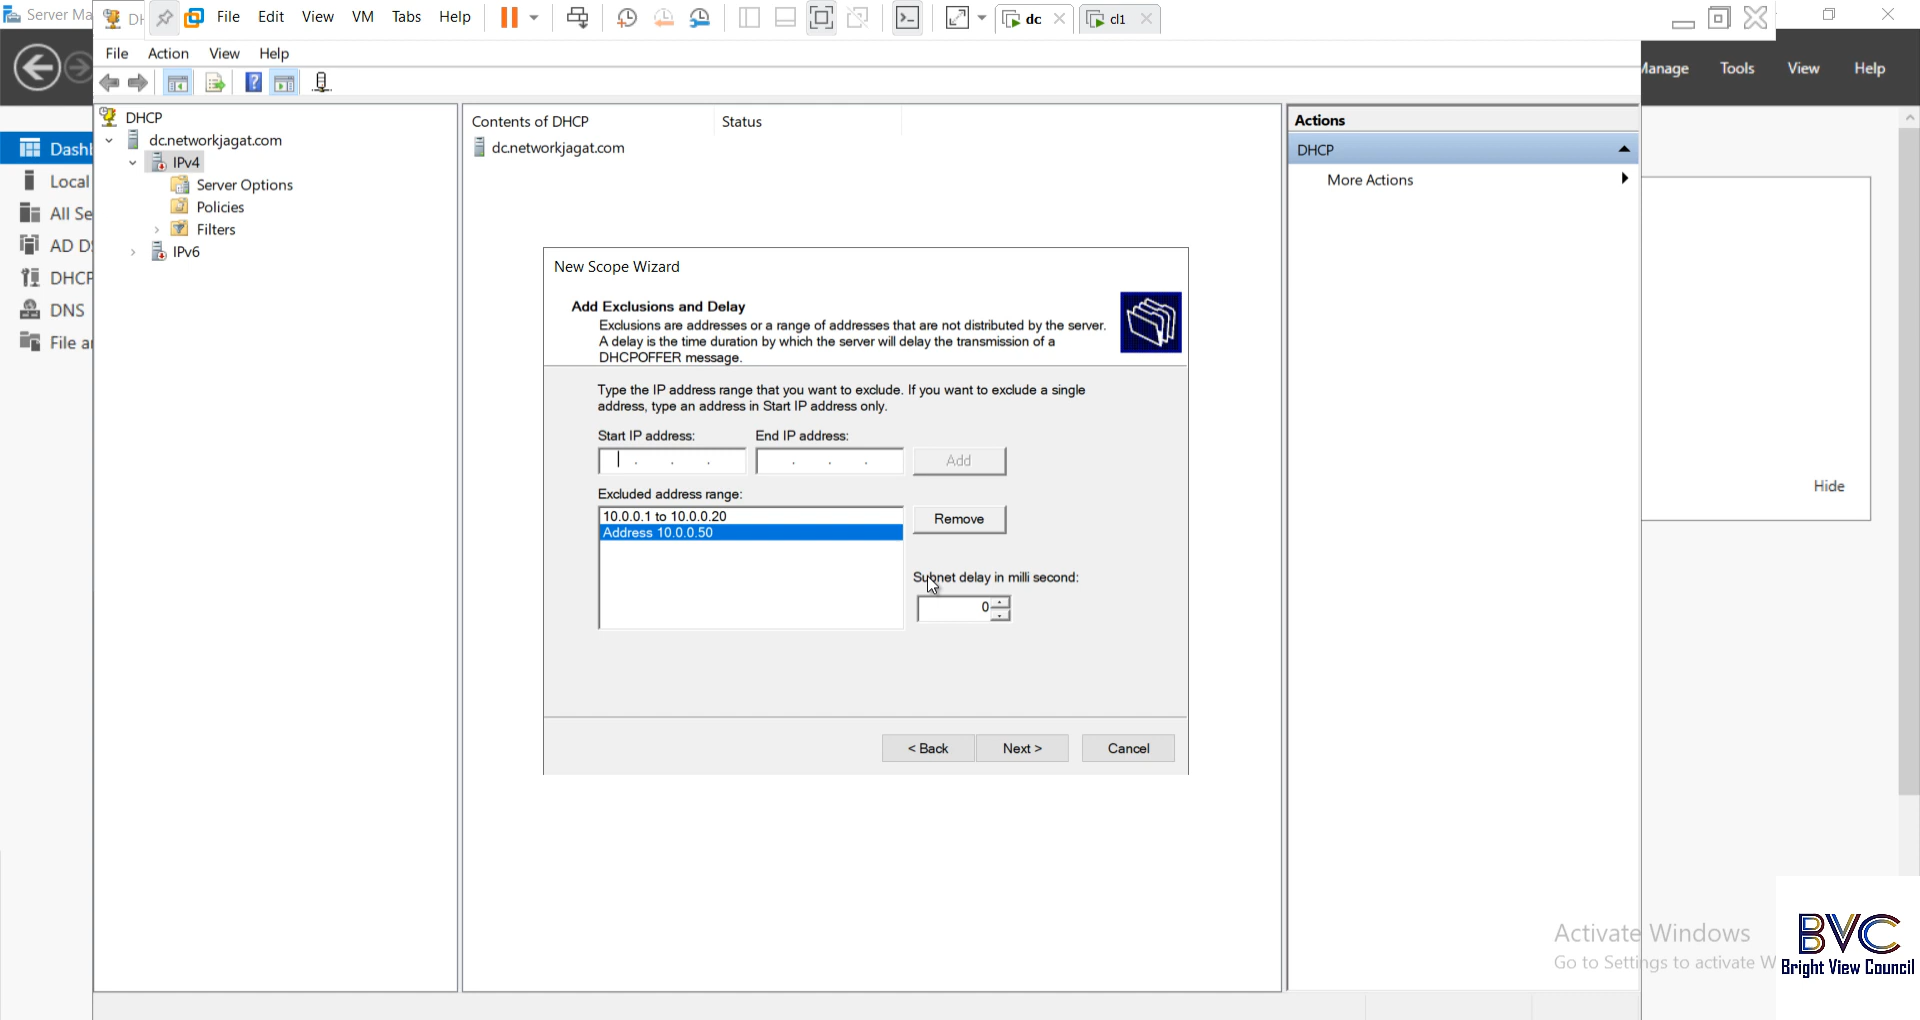 Server Ma
DH
File Edit View VM Tabs Help
dc
cl1
File Action View Help
Manage Tools View Help
Dashb
Local
All Se
AD DS
DHCP
DNS
File an
DHCP
dc.networkjagat.com
IPv4
Server Options
Policies
Filters
IPv6
Contents of DHCP Status
dc.networkjagat.com
Actions
DHCP
More Actions
New Scope Wizard
Add Exclusions and Delay
Exclusions are addresses or a range of addresses that are not distributed by the server.
A delay is the time duration by which the server will delay the transmission of a
DHCPOFFER message.
Type the IP address range that you want to exclude. If you want to exclude a single
address, type an address in Start IP address only.
Start IP address: End IP address:
Add
Excluded address range:
10.0.0.1 to 10.0.0.20
Address 10.0.0.50
Remove
Subnet delay in milli second:
0
< Back Next > Cancel
Hide
Activate Windows
Go to Settings to activate W
BVC
Bright View Council